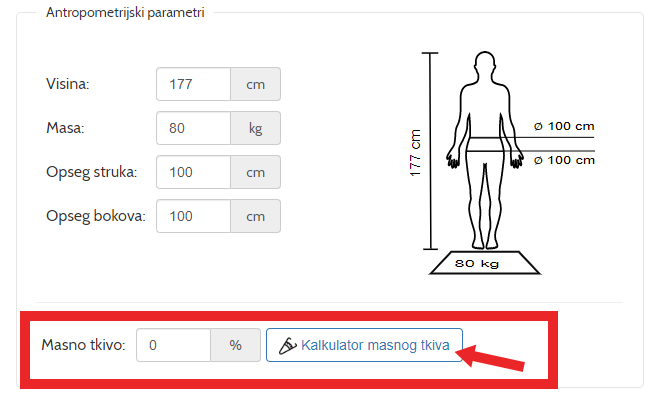 Antropometrijski parametri
Visina: 177 cm
Masa: 80 kg
Opseg struka: 100 cm
Opseg bokova: 100 cm
177 cm
Ø 100 cm
Ø 100 cm
80 kg
Masno tkivo: 0 % Kalkulator masnog tkiva